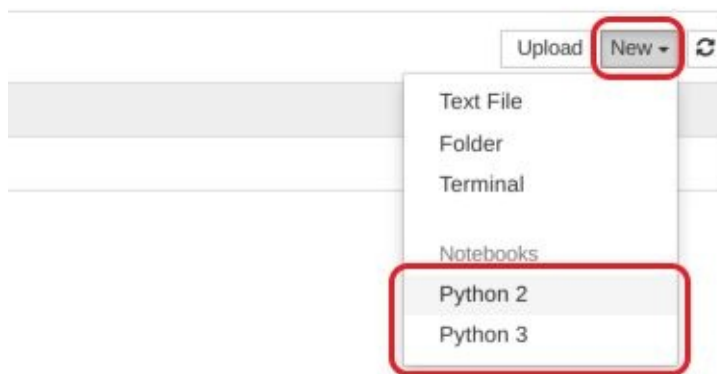 Upload New
Text File
Folder
Terminal
Notebooks
Python 2
Python 3